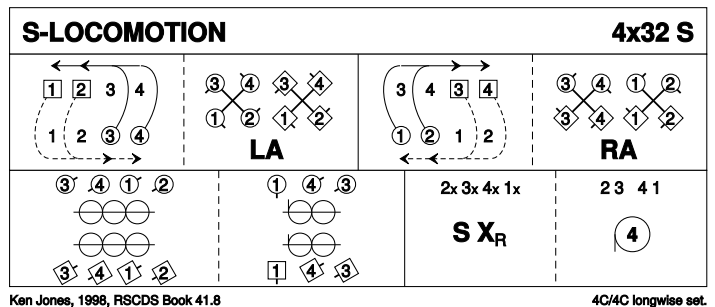 S-LOCOMOTION 4x32 S
1 2 3 4
1 2 3 4
3 4 3 4
1 2 1 2
LA
3 4 3 4
1 2 1 2
3 4 1 2
3 4 1 2
RA
3 4 1 2
3 4 1 2
1 4 3
1 4 3
2x 3x 4x 1x
S XR
2 3 4 1
4
Ken Jones, 1998, RSCDS Book 41.8 4C/4C longwise set.